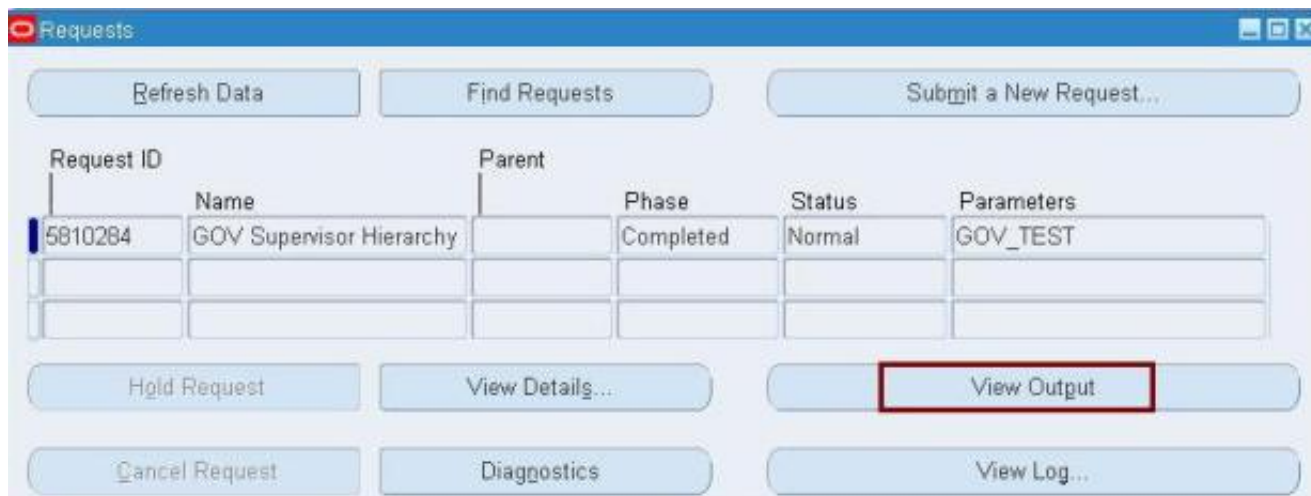 Requests
Refresh Data Find Requests Submit a New Request...
Request ID Parent
Name Phase Status Parameters
5810284 GOV Supervisor Hierarchy Completed Normal GOV_TEST
Hold Request View Details... View Output
Cancel Request Diagnostics View Log...